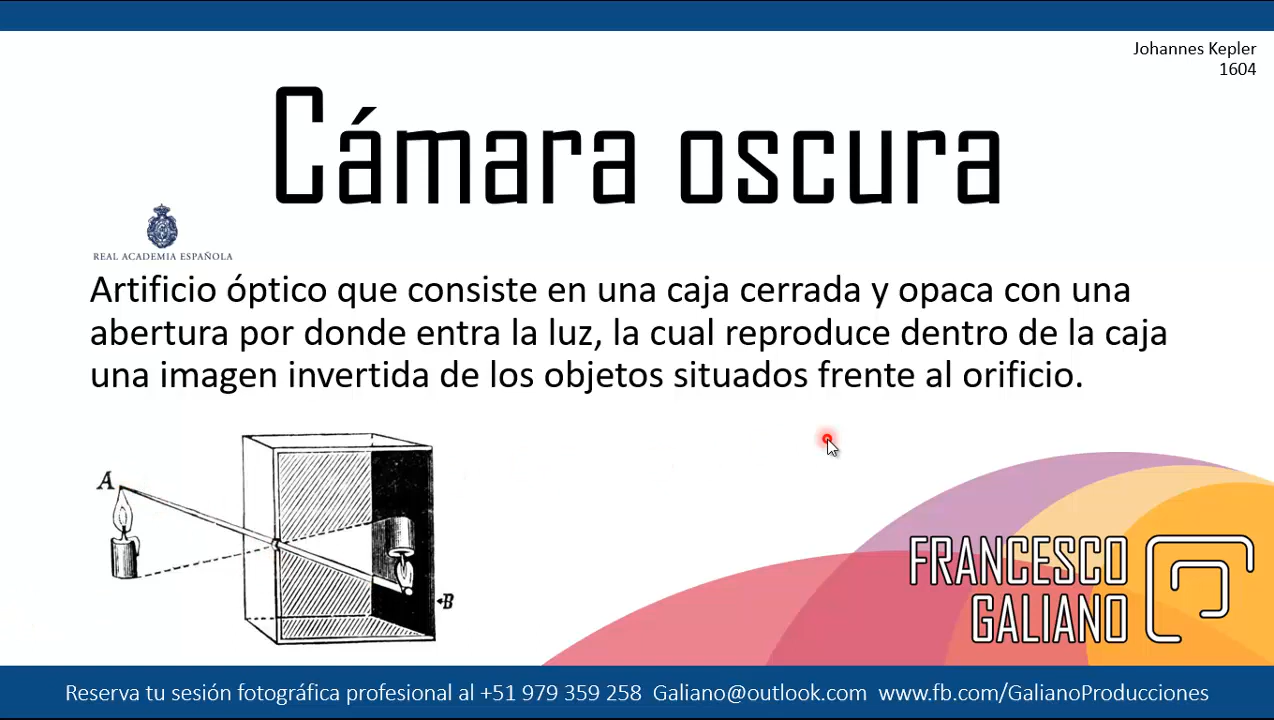 Johannes Kepler
1604
Cámara oscura
REAL ACADEMIA ESPAÑOLA
Artificio óptico que consiste en una caja cerrada y opaca con una
abertura por donde entra la luz, la cual reproduce dentro de la caja
una imagen invertida de los objetos situados frente al orificio.
A
B
FRANCESCO
GALIANO
Reserva tu sesión fotográfica profesional al +51 979 359 258 Galiano@outlook.com www.fb.com/GalianoProducciones